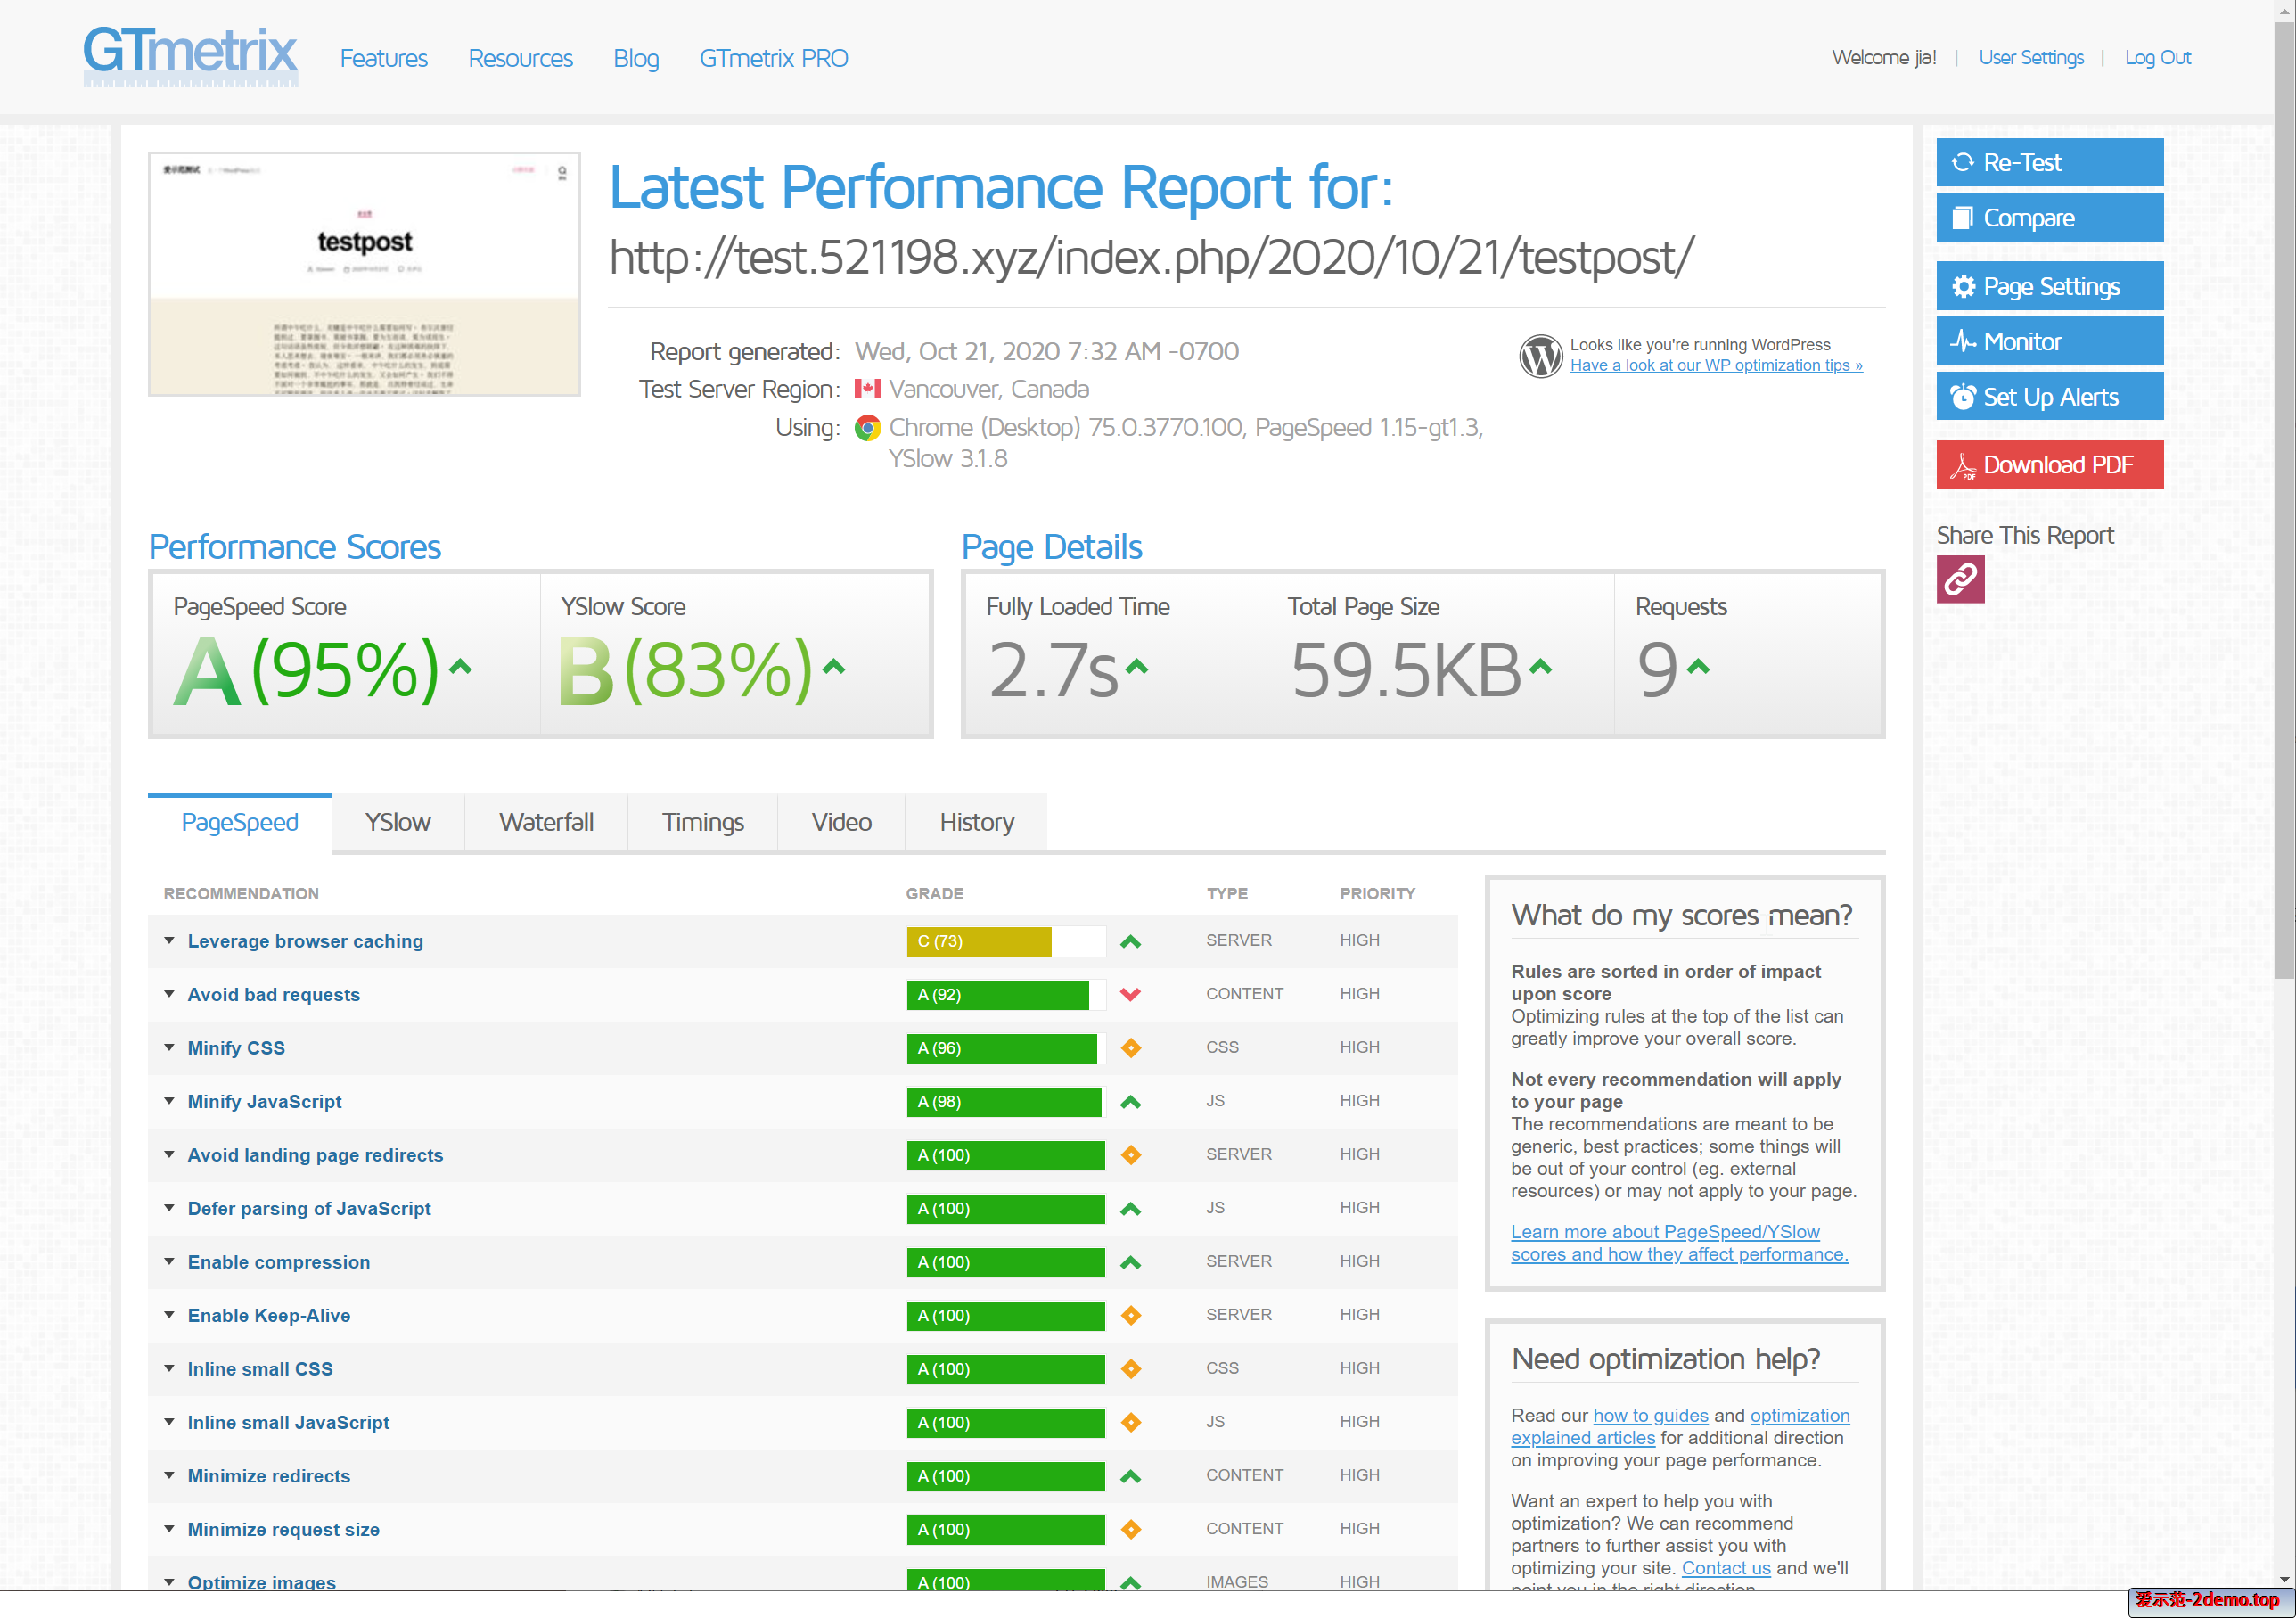 GTmetrix Features Resources Blog GTmetrix PRO Welcome jia! | User Settings | Log Out
爱示范测试
testpost
Latest Performance Report for:
http://test.521198.xyz/index.php/2020/10/21/testpost/
Report generated: Wed, Oct 21, 2020 7:32 AM -0700
Test Server Region: Vancouver, Canada
Using: Chrome (Desktop) 75.0.3770.100, PageSpeed 1.15-gt1.3,
YSlow 3.1.8
Looks like you're running WordPress
Have a look at our WP optimization tips »
Re-Test
Compare
Page Settings
Monitor
Set Up Alerts
PDF Download PDF
Share This Report
Performance Scores
PageSpeed Score YSlow Score
A (95%) B (83%)
Page Details
Fully Loaded Time Total Page Size Requests
2.7s 59.5KB 9
PageSpeed YSlow Waterfall Timings Video History
RECOMMENDATION GRADE TYPE PRIORITY
Leverage browser caching C (73) SERVER HIGH
Avoid bad requests A (92) CONTENT HIGH
Minify CSS A (96) CSS HIGH
Minify JavaScript A (98) JS HIGH
Avoid landing page redirects A (100) SERVER HIGH
Defer parsing of JavaScript A (100) JS HIGH
Enable compression A (100) SERVER HIGH
Enable Keep-Alive A (100) SERVER HIGH
Inline small CSS A (100) CSS HIGH
Inline small JavaScript A (100) JS HIGH
Minimize redirects A (100) CONTENT HIGH
Minimize request size A (100) CONTENT HIGH
Optimize images A (100) IMAGES HIGH
What do my scores mean?
Rules are sorted in order of impact
upon score
Optimizing rules at the top of the list can
greatly improve your overall score.
Not every recommendation will apply
to your page
The recommendations are meant to be
generic, best practices; some things will
be out of your control (eg. external
resources) or may not apply to your page.
Learn more about PageSpeed/YSlow
scores and how they affect performance.
Need optimization help?
Read our how to guides and optimization
explained articles for additional direction
on improving your page performance.
Want an expert to help you with
optimization? We can recommend
partners to further assist you with
optimizing your site. Contact us and we'll
point you in the right direction.
爱示范-2demo.top